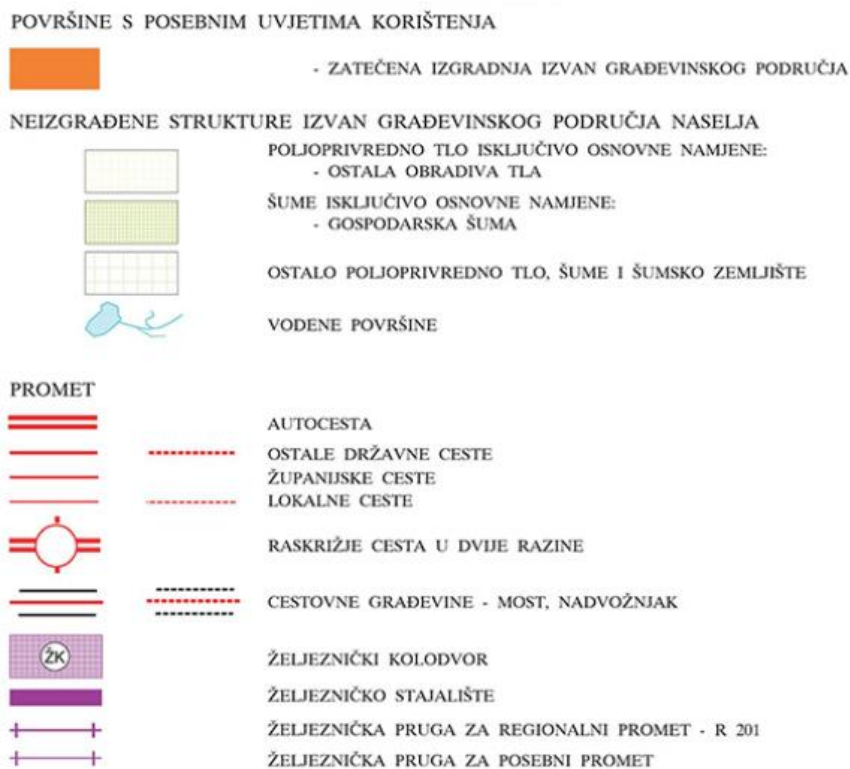 POVRŠINE S POSEBNIM UVJETIMA KORIŠTENJA
- ZATEČENA IZGRADNJA IZVAN GRAĐEVINSKOG PODRUČJA
NEIZGRAĐENE STRUKTURE IZVAN GRAĐEVINSKOG PODRUČJA NASELJA
POLJOPRIVREDNO TLO ISKLJUČIVO OSNOVNE NAMJENE:
- OSTALA OBRADIVA TLA
ŠUME ISKLJUČIVO OSNOVNE NAMJENE:
- GOSPODARSKA ŠUMA
OSTALO POLJOPRIVREDNO TLO, ŠUME I ŠUMSKO ZEMLJIŠTE
VODENE POVRŠINE
PROMET
AUTOCESTA
OSTALE DRŽAVNE CESTE
ŽUPANIJSKE CESTE
LOKALNE CESTE
RASKRIŽJE CESTA U DVIJE RAZINE
CESTOVNE GRAĐEVINE - MOST, NADVOŽNJAK
ŽK ŽELJEZNIČKI KOLODVOR
ŽELJEZNIČKO STAJALIŠTE
ŽELJEZNIČKA PRUGA ZA REGIONALNI PROMET - R 201
ŽELJEZNIČKA PRUGA ZA POSEBNI PROMET